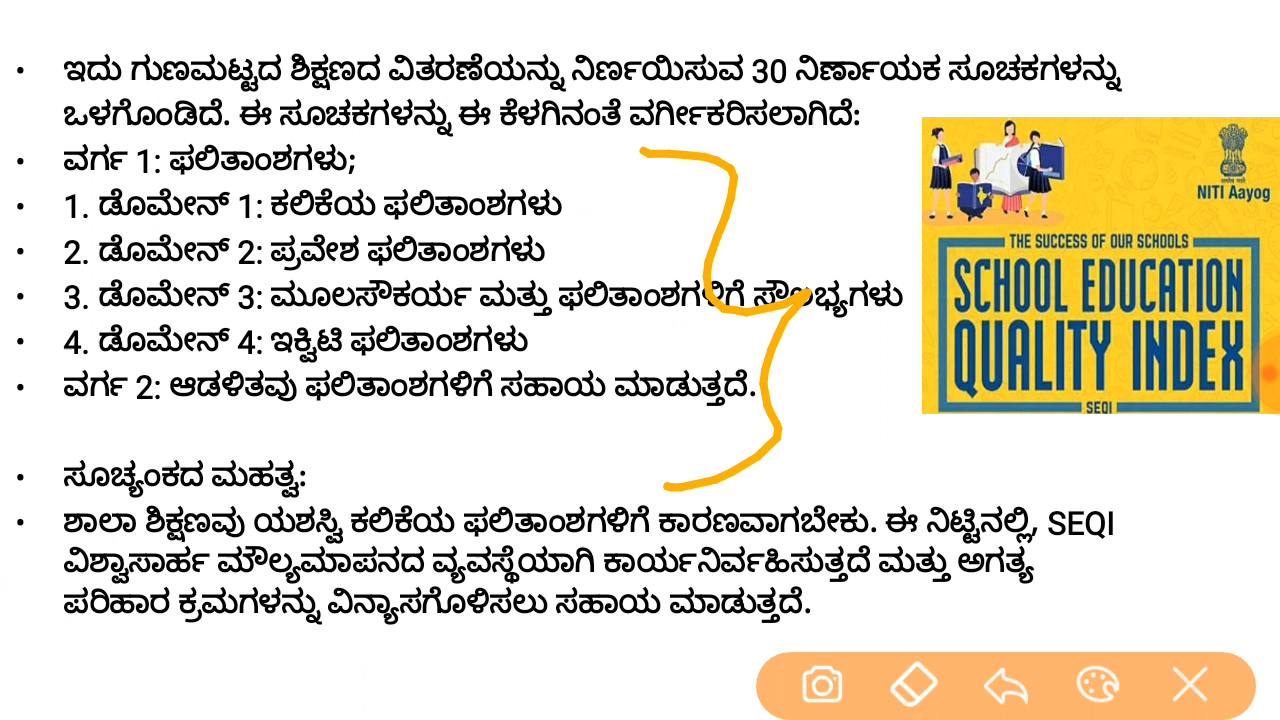 • ಇದು ಗುಣಮಟ್ಟದ ಶಿಕ್ಷಣದ ವಿತರಣೆಯನ್ನು ನಿರ್ಣಯಿಸುವ 30 ನಿರ್ಣಾಯಕ ಸೂಚಕಗಳನ್ನು
ಒಳಗೊಂಡಿದೆ. ಈ ಸೂಚಕಗಳನ್ನು ಈ ಕೆಳಗಿನಂತೆ ವರ್ಗೀಕರಿಸಲಾಗಿದೆ:
• ವರ್ಗ 1: ಫಲಿತಾಂಶಗಳು;
• 1. ಡೊಮೇನ್ 1: ಕಲಿಕೆಯ ಫಲಿತಾಂಶಗಳು
• 2. ಡೊಮೇನ್ 2: ಪ್ರವೇಶ ಫಲಿತಾಂಶಗಳು
• 3. ಡೊಮೇನ್ 3: ಮೂಲಸೌಕರ್ಯ ಮತ್ತು ಫಲಿತಾಂಶಗಳಿಗೆ ಸೌಲಭ್ಯಗಳು
• 4. ಡೊಮೇನ್ 4: ಇಕ್ವಿಟಿ ಫಲಿತಾಂಶಗಳು
• ವರ್ಗ 2: ಆಡಳಿತವು ಫಲಿತಾಂಶಗಳಿಗೆ ಸಹಾಯ ಮಾಡುತ್ತದೆ.
• ಸೂಚ್ಯಂಕದ ಮಹತ್ವ:
• ಶಾಲಾ ಶಿಕ್ಷಣವು ಯಶಸ್ವಿ ಕಲಿಕೆಯ ಫಲಿತಾಂಶಗಳಿಗೆ ಕಾರಣವಾಗಬೇಕು. ಈ ನಿಟ್ಟಿನಲ್ಲಿ, SEQI
ವಿಶ್ವಾಸಾರ್ಹ ಮೌಲ್ಯಮಾಪನದ ವ್ಯವಸ್ಥೆಯಾಗಿ ಕಾರ್ಯನಿರ್ವಹಿಸುತ್ತದೆ ಮತ್ತು ಅಗತ್ಯ
ಪರಿಹಾರ ಕ್ರಮಗಳನ್ನು ವಿನ್ಯಾಸಗೊಳಿಸಲು ಸಹಾಯ ಮಾಡುತ್ತದೆ.
NITI Aayog
THE SUCCESS OF OUR SCHOOLS
SCHOOL EDUCATION
QUALITY INDEX
SEQI